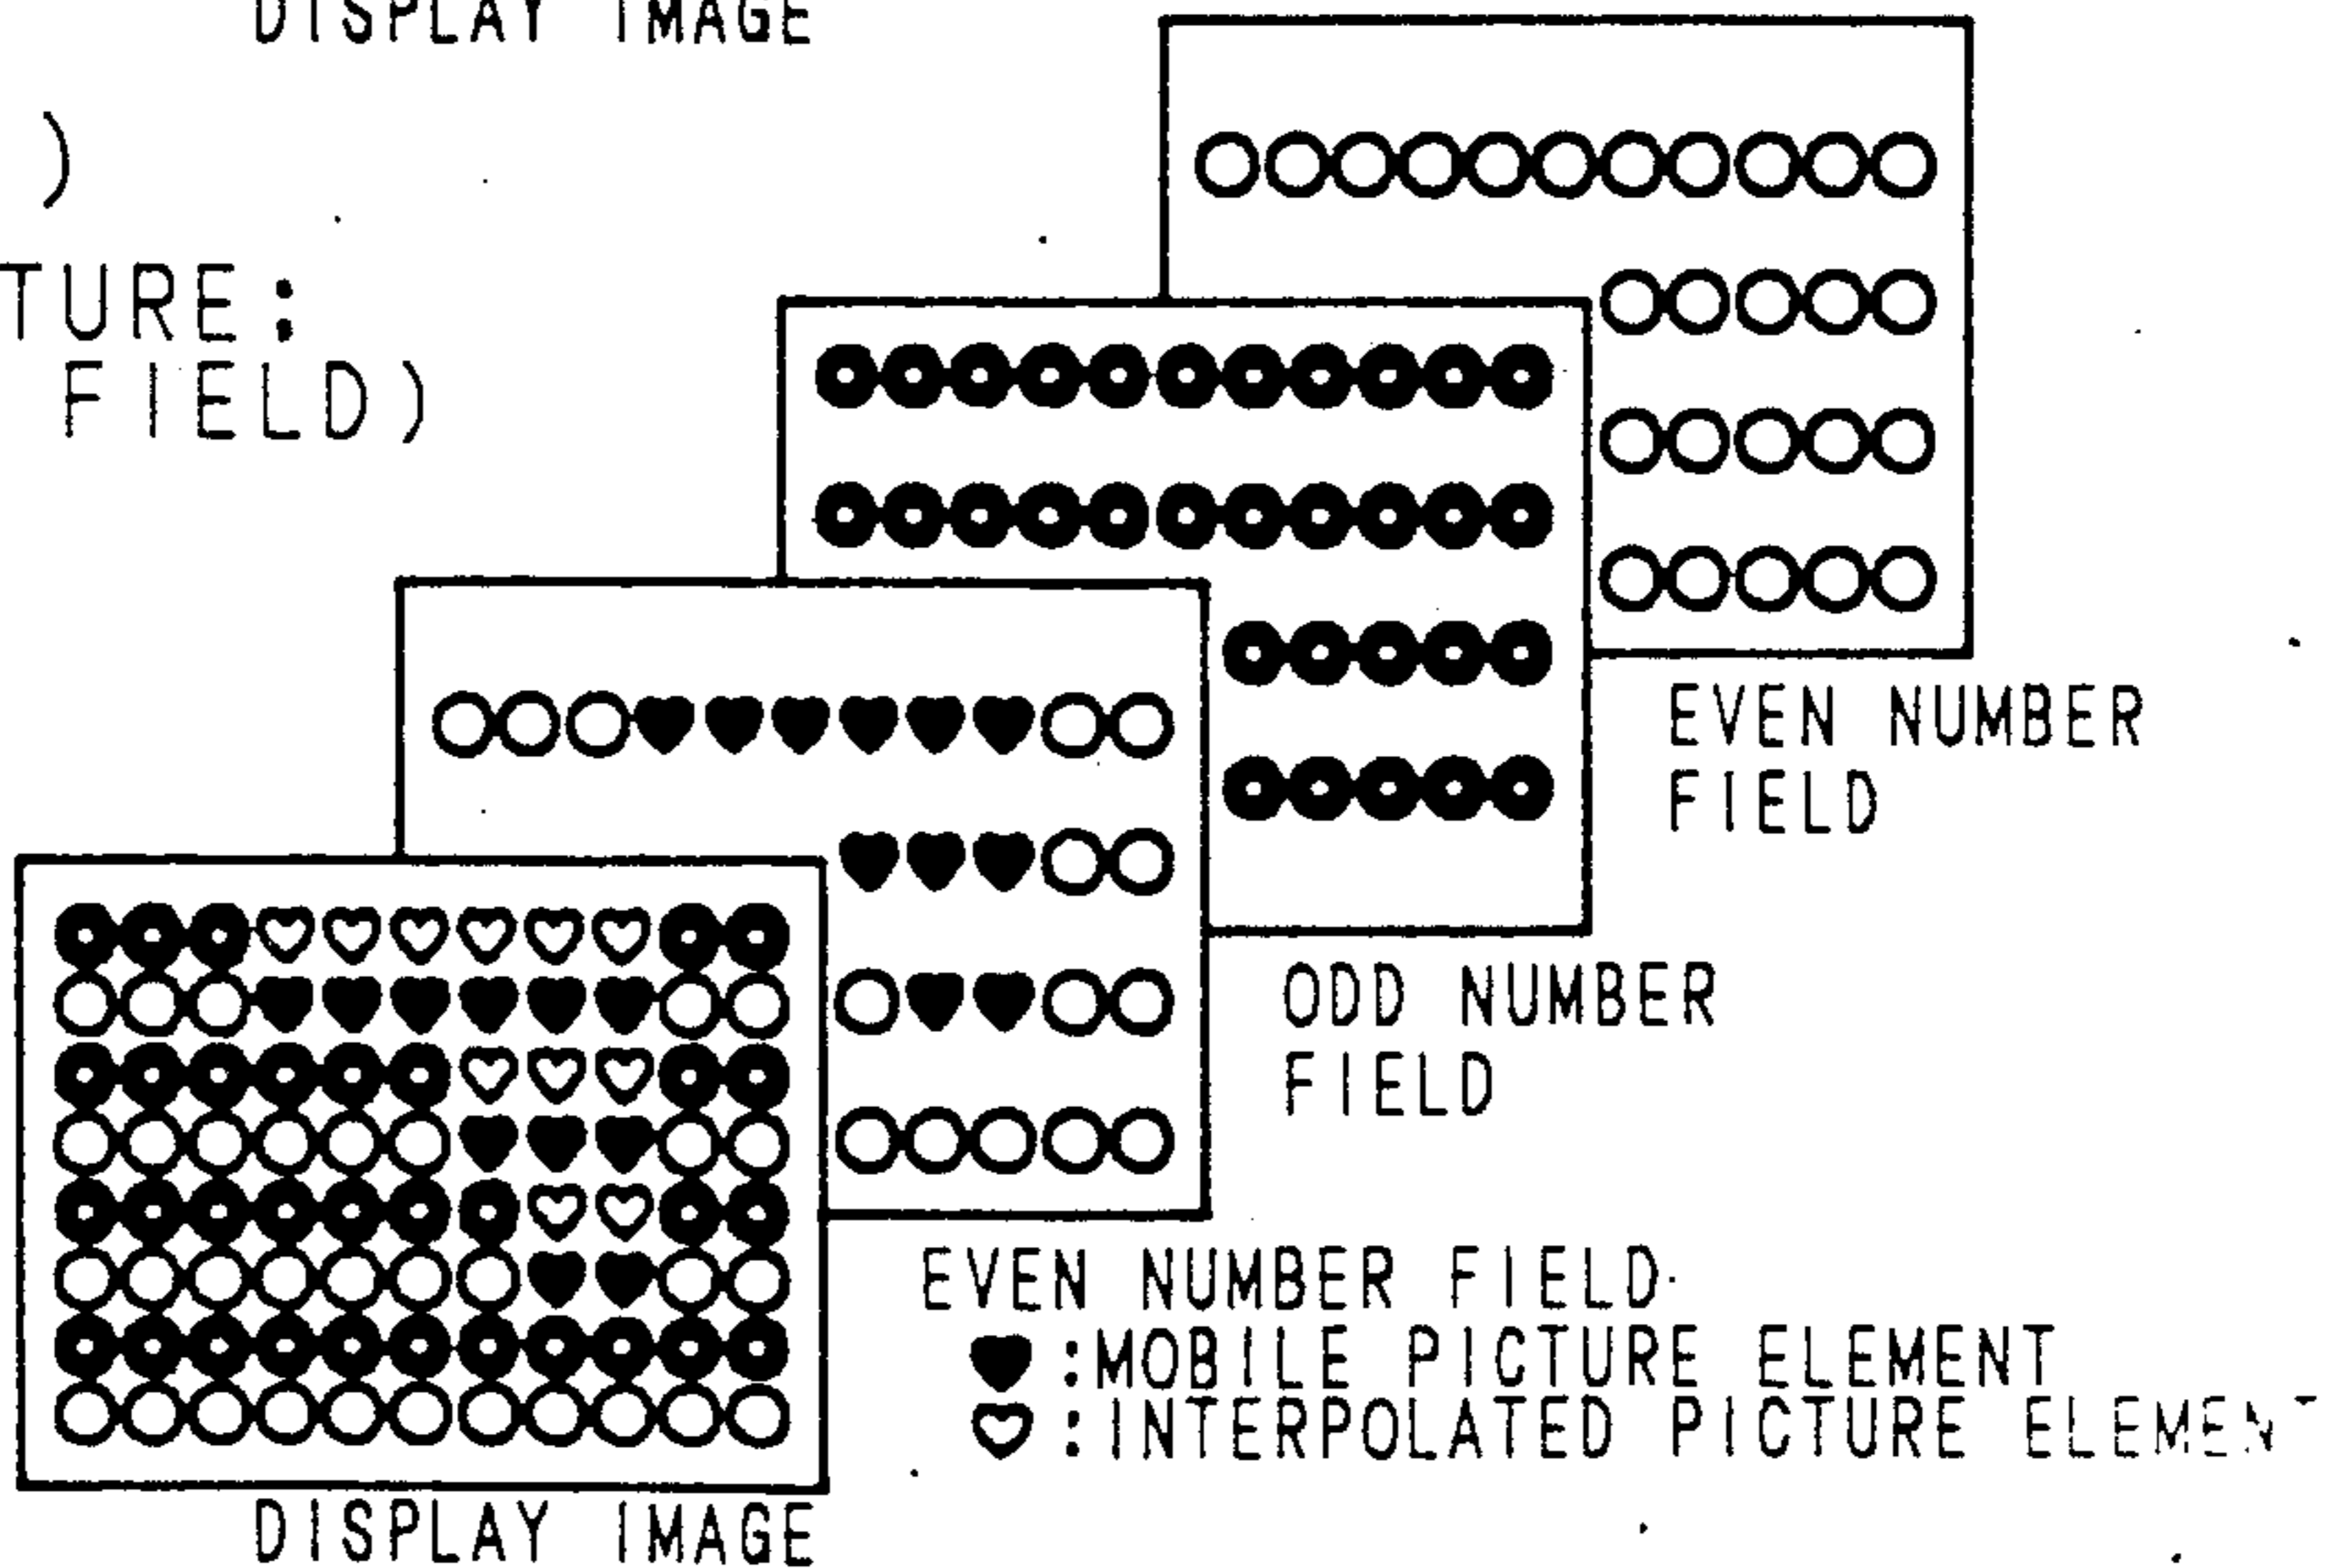 DISPLAY IMAGE
)
TURE:
FIELD)
EVEN NUMBER
FIELD
ODD NUMBER
FIELD
EVEN NUMBER FIELD
♥:MOBILE PICTURE ELEMENT
♡:INTERPOLATED PICTURE ELEMENT
DISPLAY IMAGE